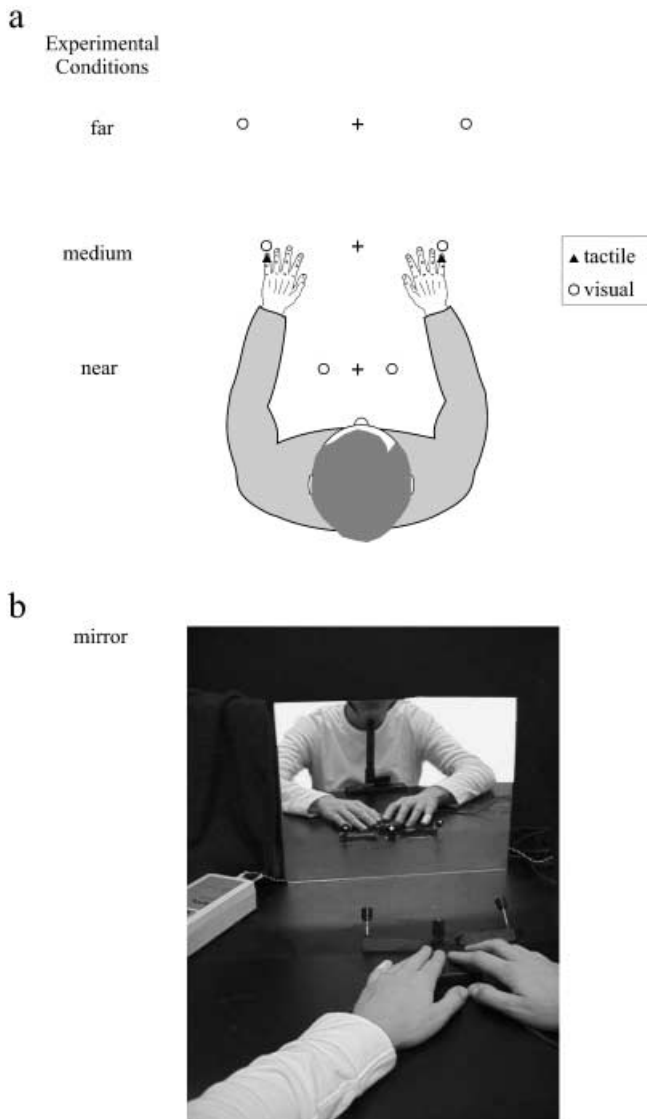 a
Experimental
Conditions
far
medium
near
tactile
visual
b
mirror